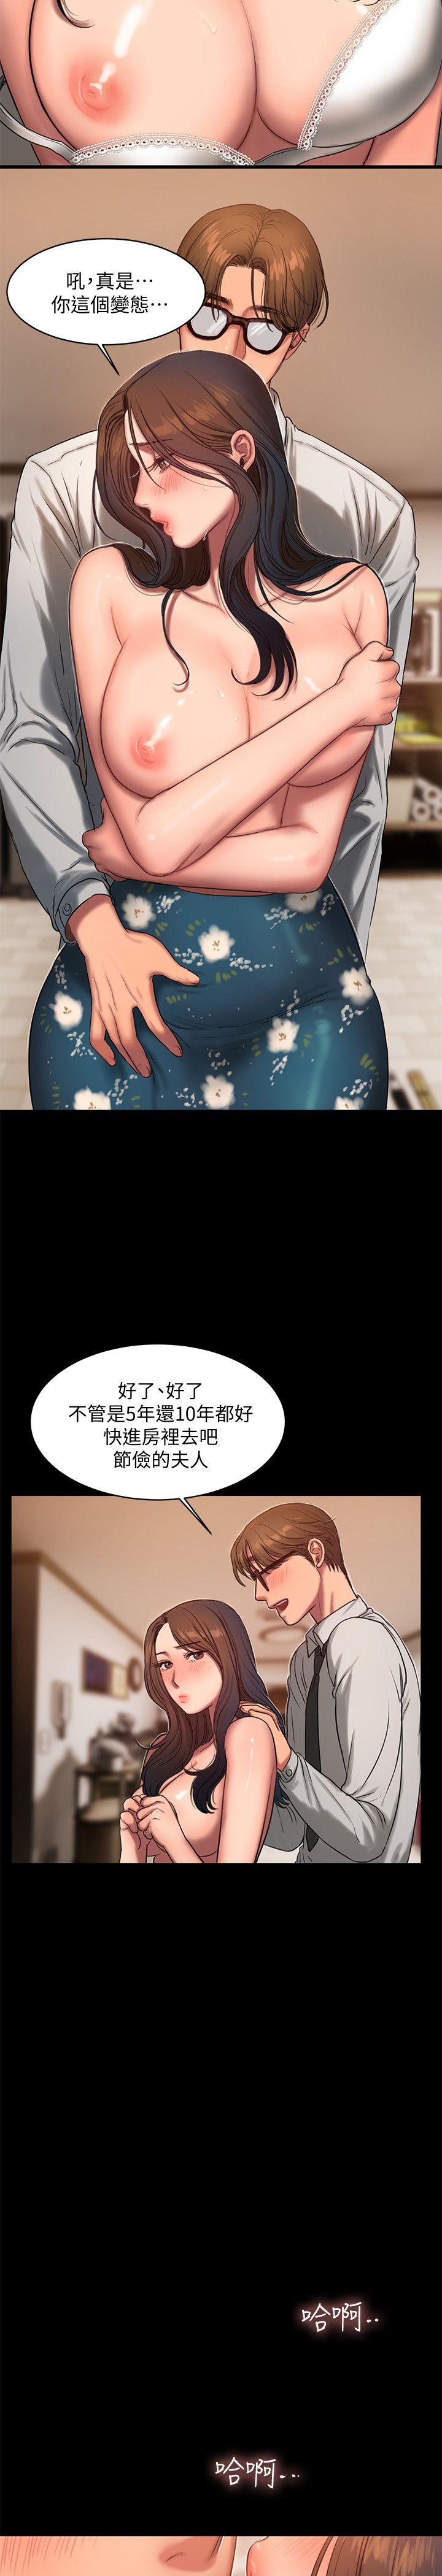 吼，真是…
你這個變態…
好了、好了
不管是5年還10年都好
快進房裡去吧
節儉的夫人
哈啊..
哈啊...